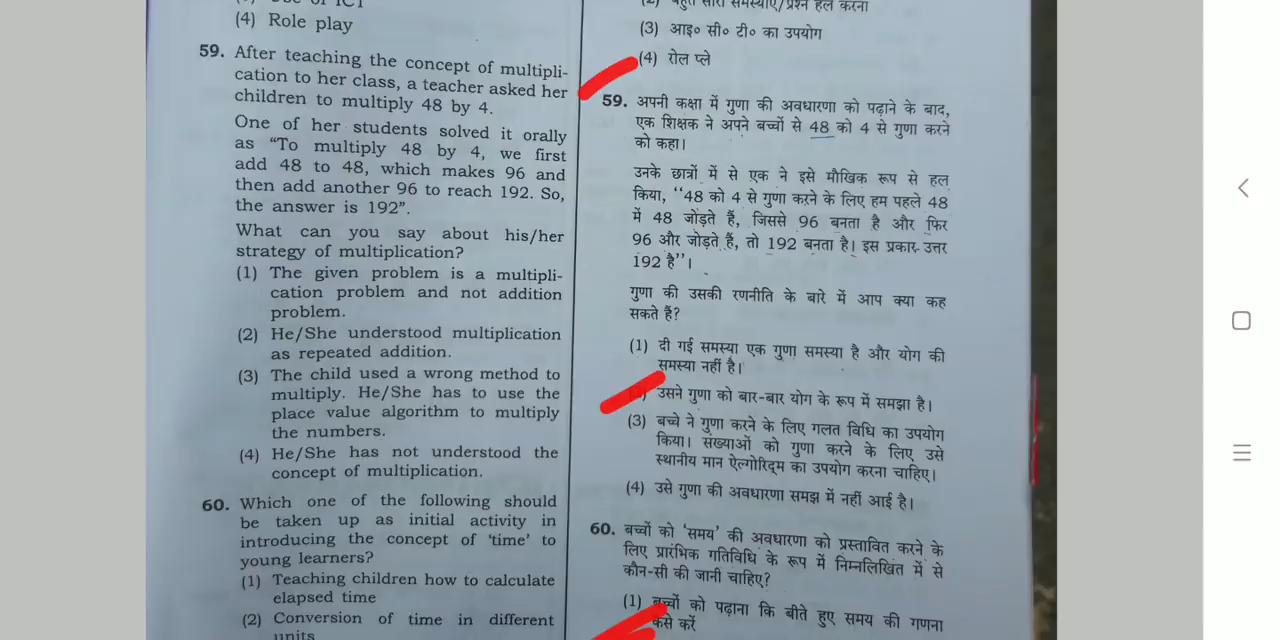 (4) Role play
59. After teaching the concept of multipli-
cation to her class, a teacher asked her
children to multiply 48 by 4.
One of her students solved it orally
as “To multiply 48 by 4, we first
add 48 to 48, which makes 96 and
then add another 96 to reach 192. So,
the answer is 192”.
What can you say about his/her
strategy of multiplication?
(1) The given problem is a multipli-
cation problem and not addition
problem.
(2) He/She understood multiplication
as repeated addition.
(3) The child used a wrong method to
multiply. He/She has to use the
place value algorithm to multiply
the numbers.
(4) He/She has not understood the
concept of multiplication.
60. Which one of the following should
be taken up as initial activity in
introducing the concept of ‘time’ to
young learners?
(1) Teaching children how to calculate
elapsed time
(2) Conversion of time in different
units
(2) बहुत सारी समस्याएँ/प्रश्न हल करना
(3) आइ० सी० टी० का उपयोग
(4) रोल प्ले
59. अपनी कक्षा में गुणा की अवधारणा को पढ़ाने के बाद,
एक शिक्षक ने अपने बच्चों से 48 को 4 से गुणा करने
को कहा।
उनके छात्रों में से एक ने इसे मौखिक रूप से हल
किया, “48 को 4 से गुणा करने के लिए हम पहले 48
में 48 जोड़ते हैं, जिससे 96 बनता है और फिर
96 और जोड़ते हैं, तो 192 बनता है। इस प्रकार उत्तर
192 है”।
गुणा की उसकी रणनीति के बारे में आप क्या कह
सकते हैं?
(1) दी गई समस्या एक गुणा समस्या है और योग की
समस्या नहीं है।
उसने गुणा को बार-बार योग के रूप में समझा है।
(3) बच्चे ने गुणा करने के लिए गलत विधि का उपयोग
किया। संख्याओं को गुणा करने के लिए उसे
स्थानीय मान ऐल्गोरिद्म का उपयोग करना चाहिए।
(4) उसे गुणा की अवधारणा समझ में नहीं आई है।
60. बच्चों को ‘समय’ की अवधारणा को प्रस्तावित करने के
लिए प्रारंभिक गतिविधि के रूप में निम्नलिखित में से
कौन-सी की जानी चाहिए?
(1) बच्चों को पढ़ाना कि बीते हुए समय की गणना
कैसे करें